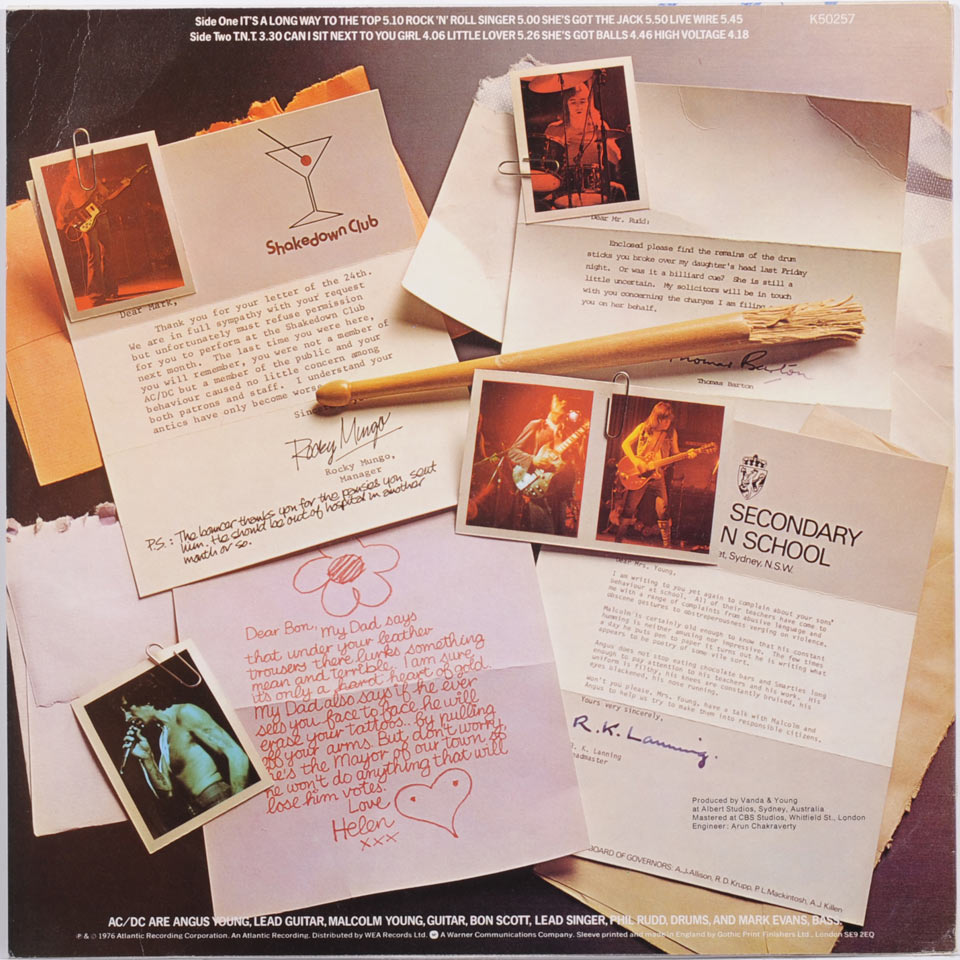 Side One IT'S A LONG WAY TO THE TOP 5.10 ROCK 'N' ROLL SINGER 5.00 SHE'S GOT THE JACK 5.50 LIVE WIRE 5.45
K50257
Side Two T.N.T. 3.30 CAN I SIT NEXT TO YOU GIRL 4.06 LITTLE LOVER 5.26 SHE'S GOT BALLS 4.46 HIGH VOLTAGE 4.18
Shakedown Club
Dear Mark,
Thank you for your letter of the 24th.
We are in full sympathy with your request
but unfortunately must refuse permission
for you to perform at the Shakedown Club
next month. The last time you were here,
you will remember, you were not a member of
AC/DC but a member of the public and your
behaviour caused no little concern among
both patrons and staff. I understand your
antics have only become wors
Sin
Rocky Mungo
Rocky Mungo,
Manager
P.S.: The bouncer thanks you for the pansies you sent
him. He should be out of hospital in another
month or so.
Dear Mr. Rudd:
Enclosed please find the remains of the drum
sticks you broke over my daughter's head last Friday
night. Or was it a billiard cue? She is still a
little uncertain. My solicitors will be in touch
with you concerning the charges I am filing
you on her behalf.
Thomas Barton
Thomas Barton
SECONDARY
N SCHOOL
et, Sydney, N.S.W.
Dear Mrs. Young,
I am writing to you yet again to complain about your sons'
behaviour at school. All of their teachers have come to
me with a range of complaints from abusive language and
obscene gestures to obstreperousness verging on violence.
Malcolm is certainly old enough to know that his constant
humming is neither amusing nor impressive. The few times
a day he puts pen to paper it turns out he is writing what
appears to be poetry of some vile sort.
Angus does not stop eating chocolate bars and Smarties long
enough to pay attention to his teachers and his work. His
uniform is filthy, his knees are constantly bruised, his
eyes blackened, his nose running.
Won't you please, Mrs. Young, have a talk with Malcolm and
Angus to help us try to make them into responsible citizens.
Yours very sincerely,
R.K. Lanning.
R. K. Lanning
Headmaster
Produced by Vanda & Young
at Albert Studios, Sydney, Australia
Mastered at CBS Studios, Whitfield St., London
Engineer: Arun Chakraverty
BOARD OF GOVERNORS: A.J. Allison, R.D. Krupp, P.L. Mackintosh, A.J. Killen
Dear Bon, My Dad says
that under your leather
trousers there lurks something
mean and terrible. I am sure
its only a hard heart of gold.
My Dad also says if he ever
sees you face to face he will
erase your tattoos.. by pulling
off your arms. But don't worry
he's the Mayor of our town so
he won't do anything that will
lose him votes.
Love
Helen
xxx
AC/DC ARE ANGUS YOUNG, LEAD GUITAR, MALCOLM YOUNG, GUITAR, BON SCOTT, LEAD SINGER, PHIL RUDD, DRUMS, AND MARK EVANS, BASS.
℗ & © 1976 Atlantic Recording Corporation. An Atlantic Recording. Distributed by WEA Records Ltd. A Warner Communications Company. Sleeve printed and made in England by Gothic Print Finishers Ltd., London SE9 2EQ